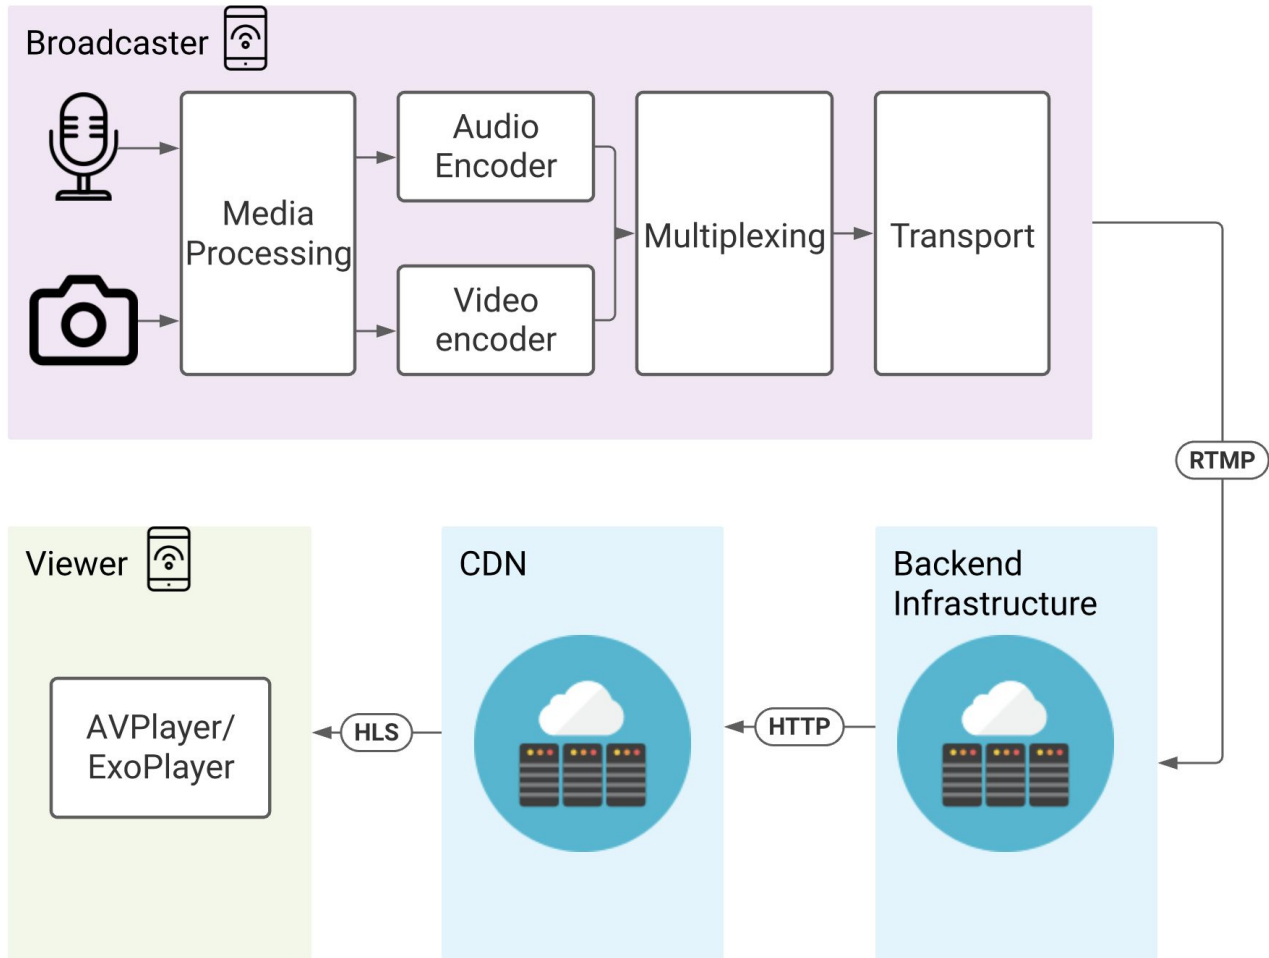 Broadcaster
Media
Processing
Audio
Encoder
Video
encoder
Multiplexing
Transport
RTMP
Viewer
AVPlayer/
ExoPlayer
HLS
CDN
HTTP
Backend
Infrastructure